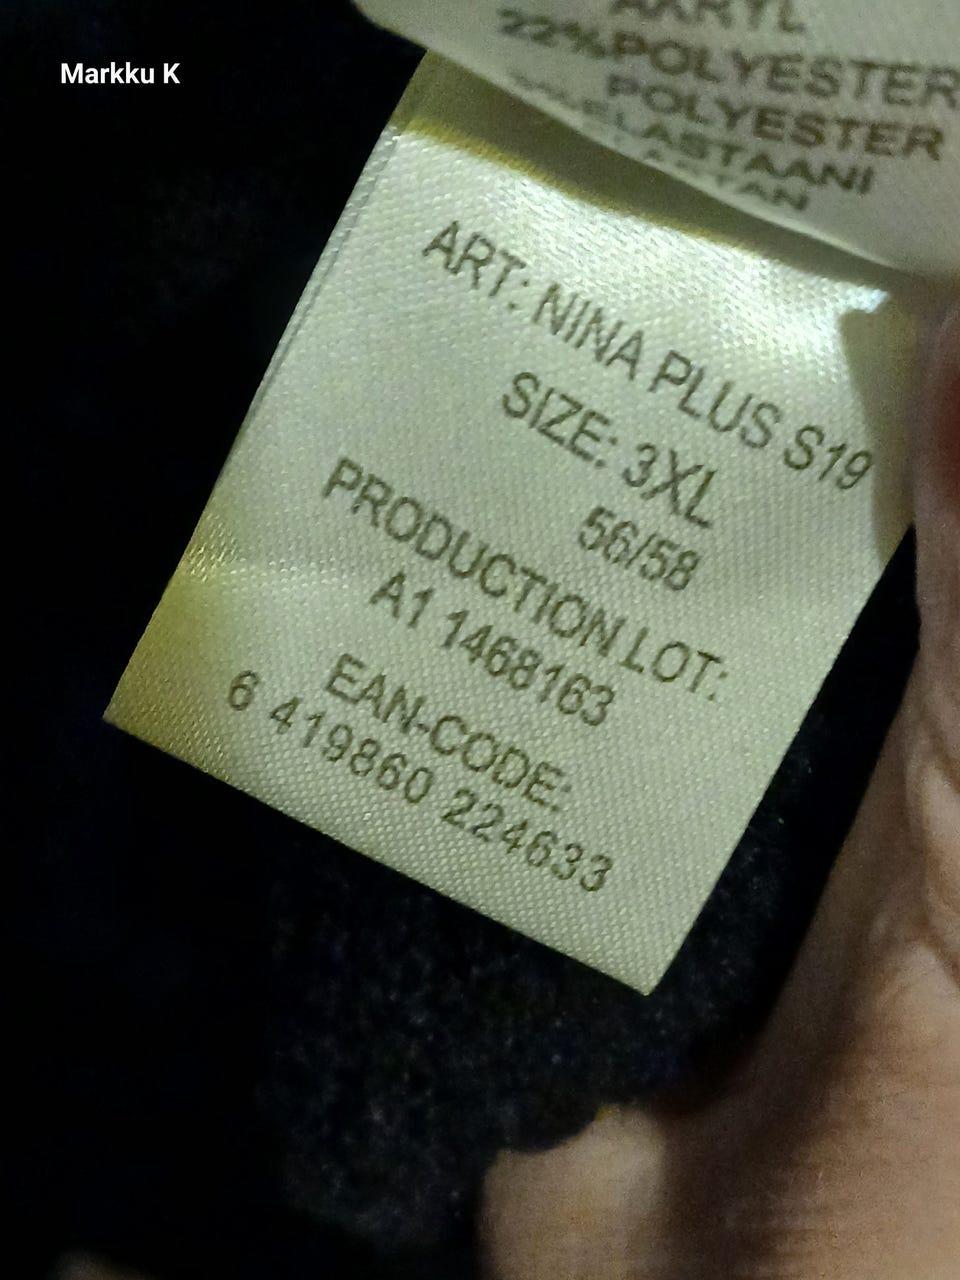 Markku K
AKRYL
22%POLYESTER
POLYESTER
ELASTAANI
ART: NINA PLUS S19
SIZE: 3XL
56/58
PRODUCTION LOT:
A1 1468163
EAN-CODE:
6 419860 224633